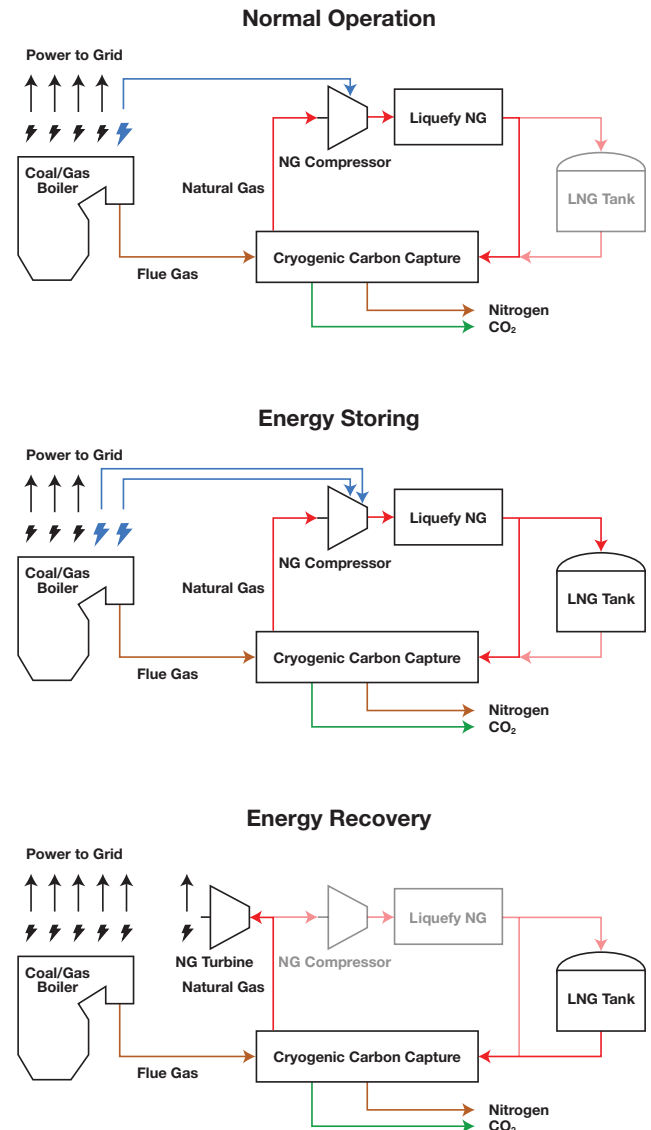 Normal Operation
Power to Grid
Coal/Gas
Boiler
Liquefy NG
NG Compressor
Natural Gas
LNG Tank
Cryogenic Carbon Capture
Flue Gas
Nitrogen
CO₂
Energy Storing
Power to Grid
Coal/Gas
Boiler
Liquefy NG
NG Compressor
Natural Gas
LNG Tank
Cryogenic Carbon Capture
Flue Gas
Nitrogen
CO₂
Energy Recovery
Power to Grid
Coal/Gas
Boiler
Liquefy NG
NG Turbine
NG Compressor
Natural Gas
LNG Tank
Cryogenic Carbon Capture
Flue Gas
Nitrogen
CO₂